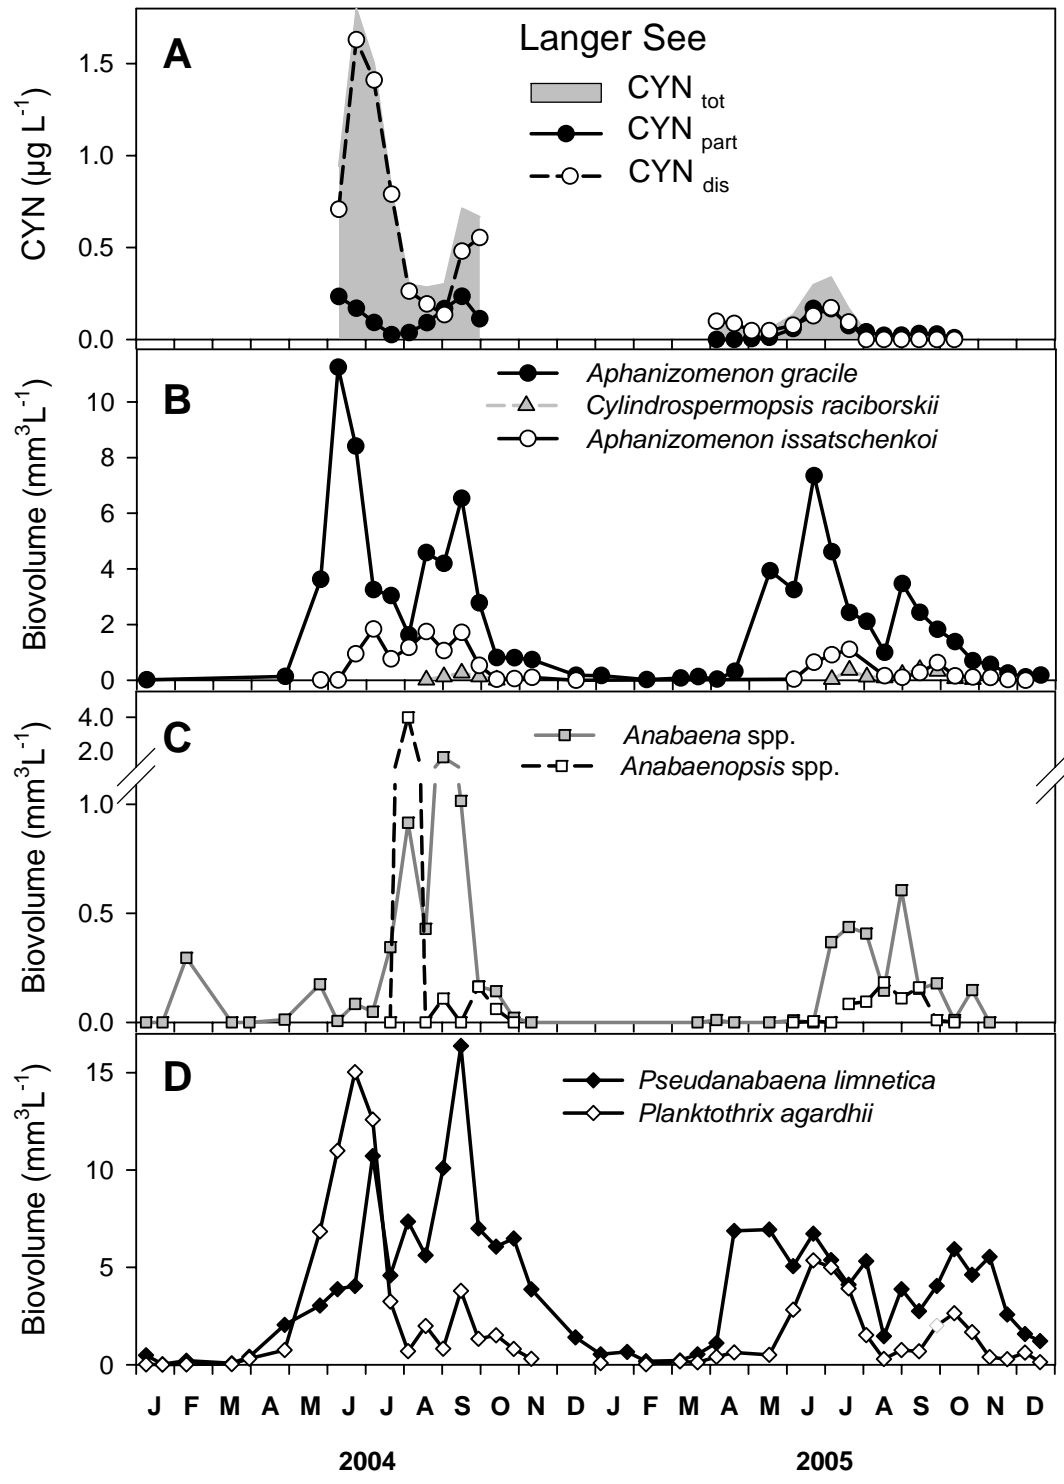 A
Langer See
CYN tot
CYN part
CYN dis
CYN (µg L-1)
1.5
1.0
0.5
0.0
B
Aphanizomenon gracile
Cylindrospermopsis raciborskii
Aphanizomenon issatschenkoi
Biovolume (mm3L-1)
10
8
6
4
2
0
C
Anabaena spp.
Anabaenopsis spp.
Biovolume (mm3L-1)
4.0
2.0
1.0
0.5
0.0
D
Pseudanabaena limnetica
Planktothrix agardhii
Biovolume (mm3L-1)
15
10
5
0
J F M A M J J A S O N D J F M A M J J A S O N D
2004 2005